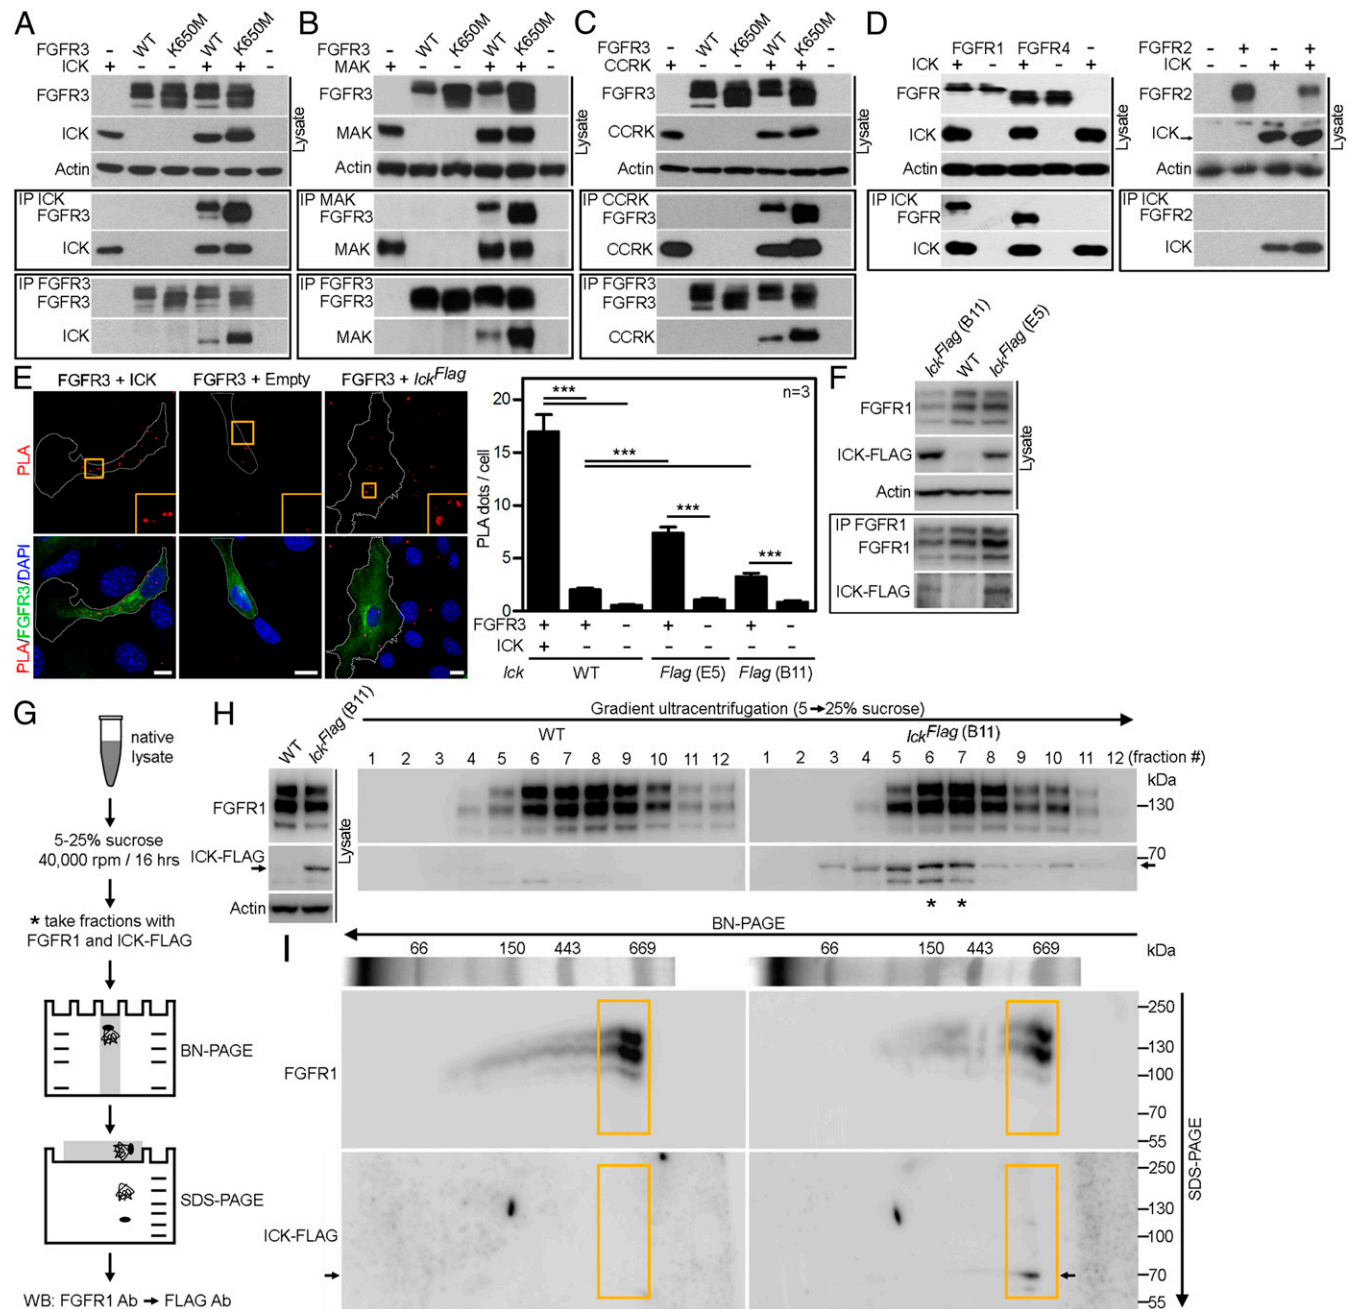 A
FGFR3 - WT K650M WT K650M -
ICK + - - + + -
FGFR3
ICK
Actin
Lysate
IP ICK
FGFR3
ICK
IP FGFR3
FGFR3
ICK
B
FGFR3 - WT K650M WT K650M -
MAK + - - + + -
FGFR3
MAK
Actin
Lysate
IP MAK
FGFR3
MAK
IP FGFR3
FGFR3
MAK
C
FGFR3 - WT K650M WT K650M -
CCRK + - - + + -
FGFR3
CCRK
Actin
Lysate
IP CCRK
FGFR3
CCRK
IP FGFR3
FGFR3
CCRK
D
FGFR1 FGFR4 -
ICK + - + - +
FGFR
ICK
Actin
Lysate
IP ICK
FGFR
ICK
FGFR2 - + - +
ICK - - + +
FGFR2
ICK
Actin
Lysate
IP ICK
FGFR2
ICK
E
FGFR3 + ICK
FGFR3 + Empty
FGFR3 + Ick^Flag
PLA
PLA/FGFR3/DAPI
PLA dots / cell
20
15
10
5
0
n=3
***
***
***
***
FGFR3 + + - + - + -
ICK + - - - - - -
Ick WT Flag (E5) Flag (B11)
F
Ick^Flag (B11) WT Ick^Flag (E5)
FGFR1
ICK-FLAG
Actin
Lysate
IP FGFR1
FGFR1
ICK-FLAG
G
native
lysate
5-25% sucrose
40,000 rpm / 16 hrs
* take fractions with
FGFR1 and ICK-FLAG
BN-PAGE
SDS-PAGE
WB: FGFR1 Ab → FLAG Ab
H
WT Ick^Flag (B11)
FGFR1
ICK-FLAG
Actin
Lysate
Gradient ultracentrifugation (5→25% sucrose)
WT
Ick^Flag (B11)
1 2 3 4 5 6 7 8 9 10 11 12
1 2 3 4 5 6 7 8 9 10 11 12 (fraction #)
kDa
130
70
* *
I
BN-PAGE
66 150 443 669
66 150 443 669 kDa
FGFR1
250
130
100
70
55
ICK-FLAG
250
130
100
70
55
SDS-PAGE